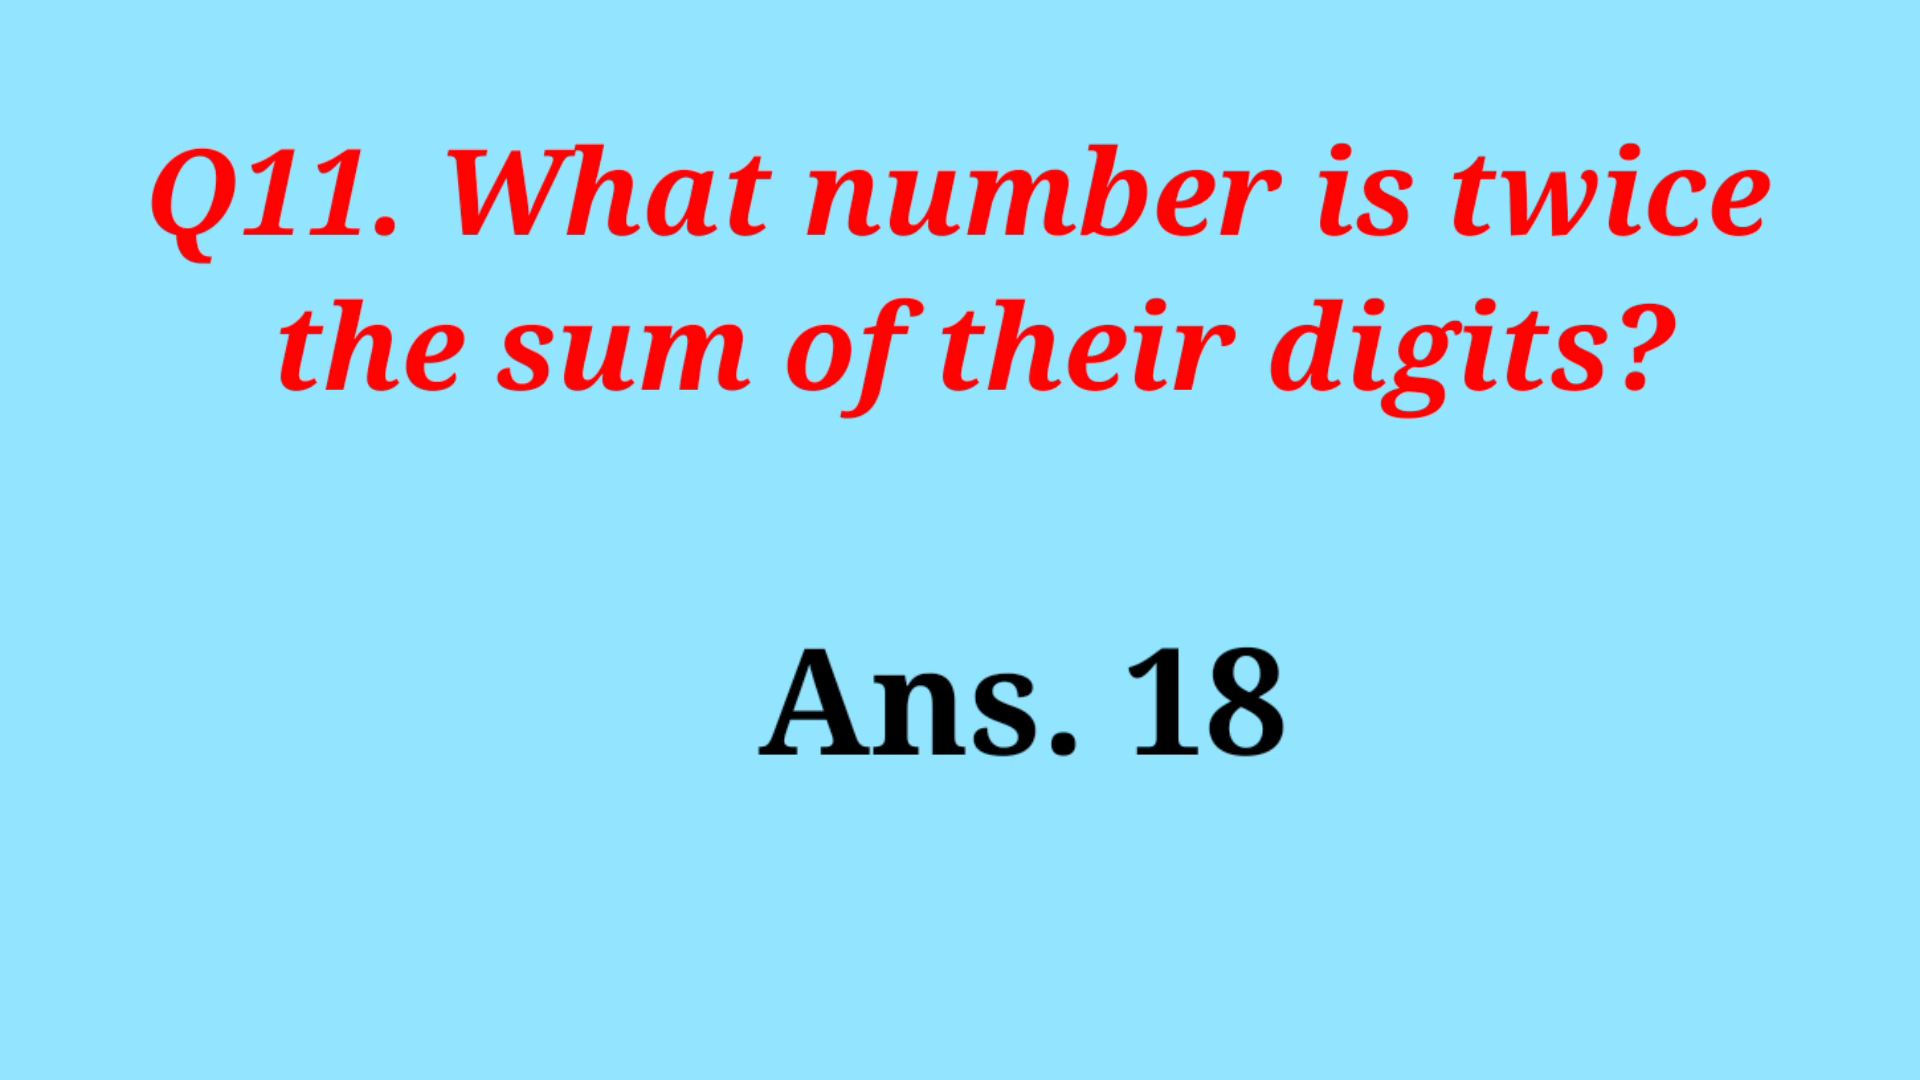 Q11. What number is twice
the sum of their digits?
Ans. 18